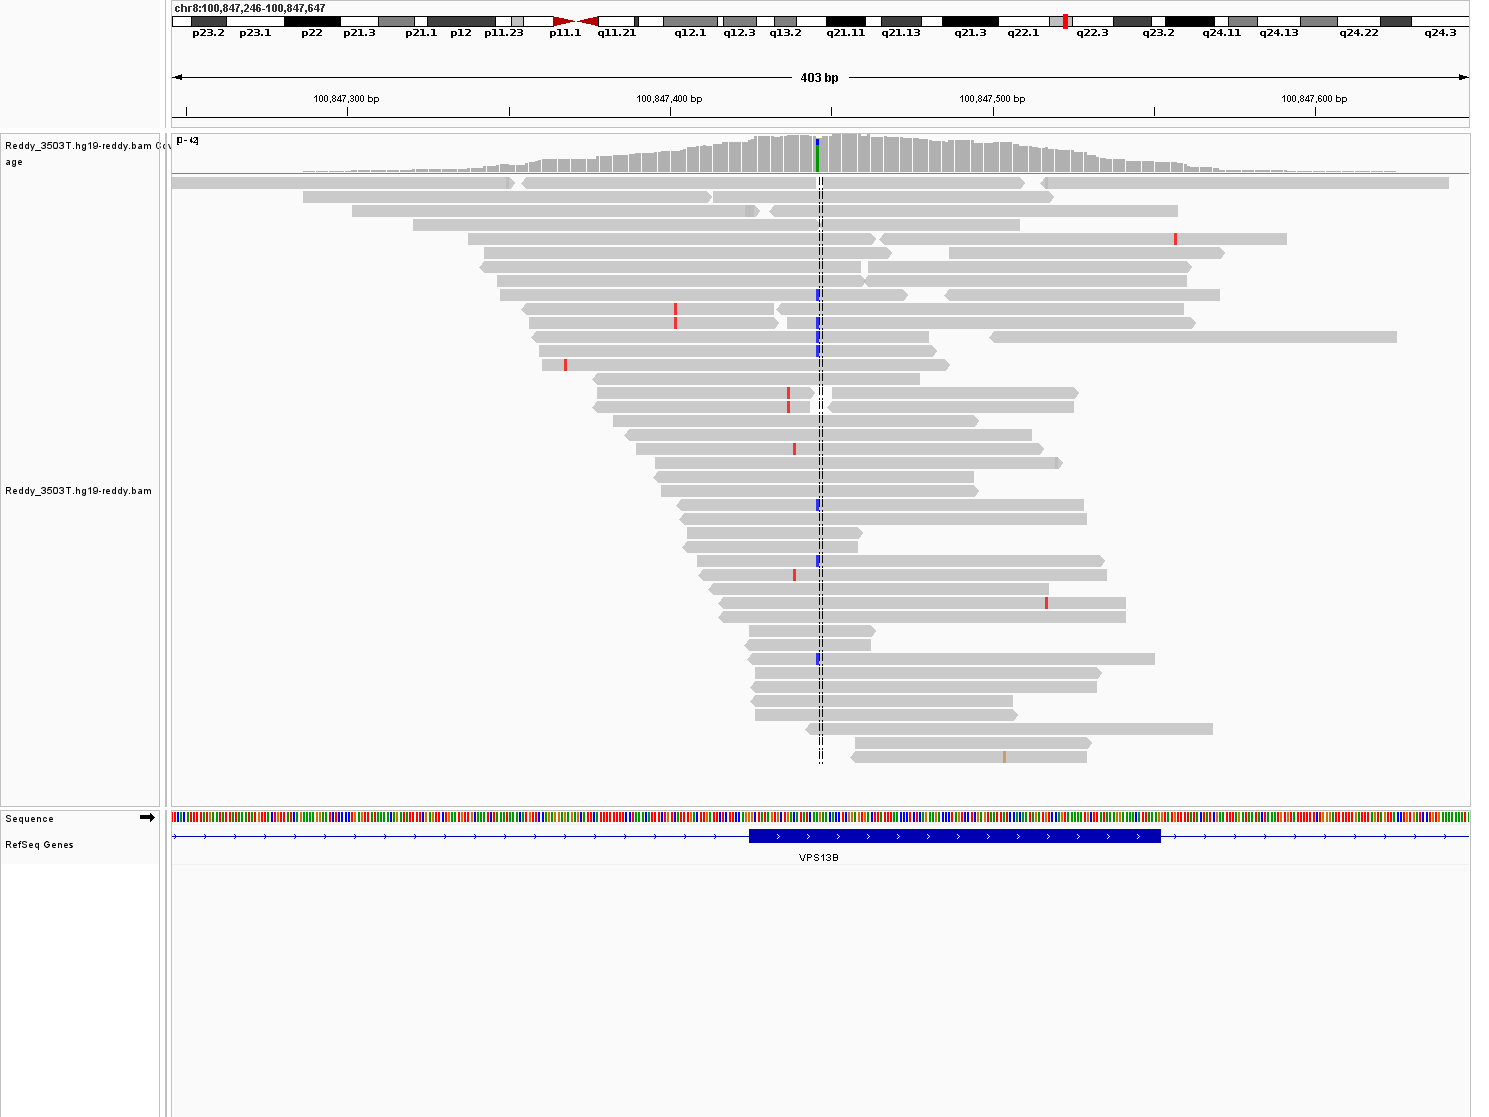 chr8:100,847,246-100,847,647
p23.2 p23.1 p22 p21.3 p21.1 p12 p11.23 p11.1 q11.21 q12.1 q12.3 q13.2 q21.11 q21.13 q21.3 q22.1 q22.3 q23.2 q24.11 q24.13 q24.22 q24.3
403 bp
100,847,300 bp 100,847,400 bp 100,847,500 bp 100,847,600 bp
[0 - 42]
Reddy_3503T.hg19-reddy.bam Cov
age
Reddy_3503T.hg19-reddy.bam
Sequence
RefSeq Genes
VPS13B